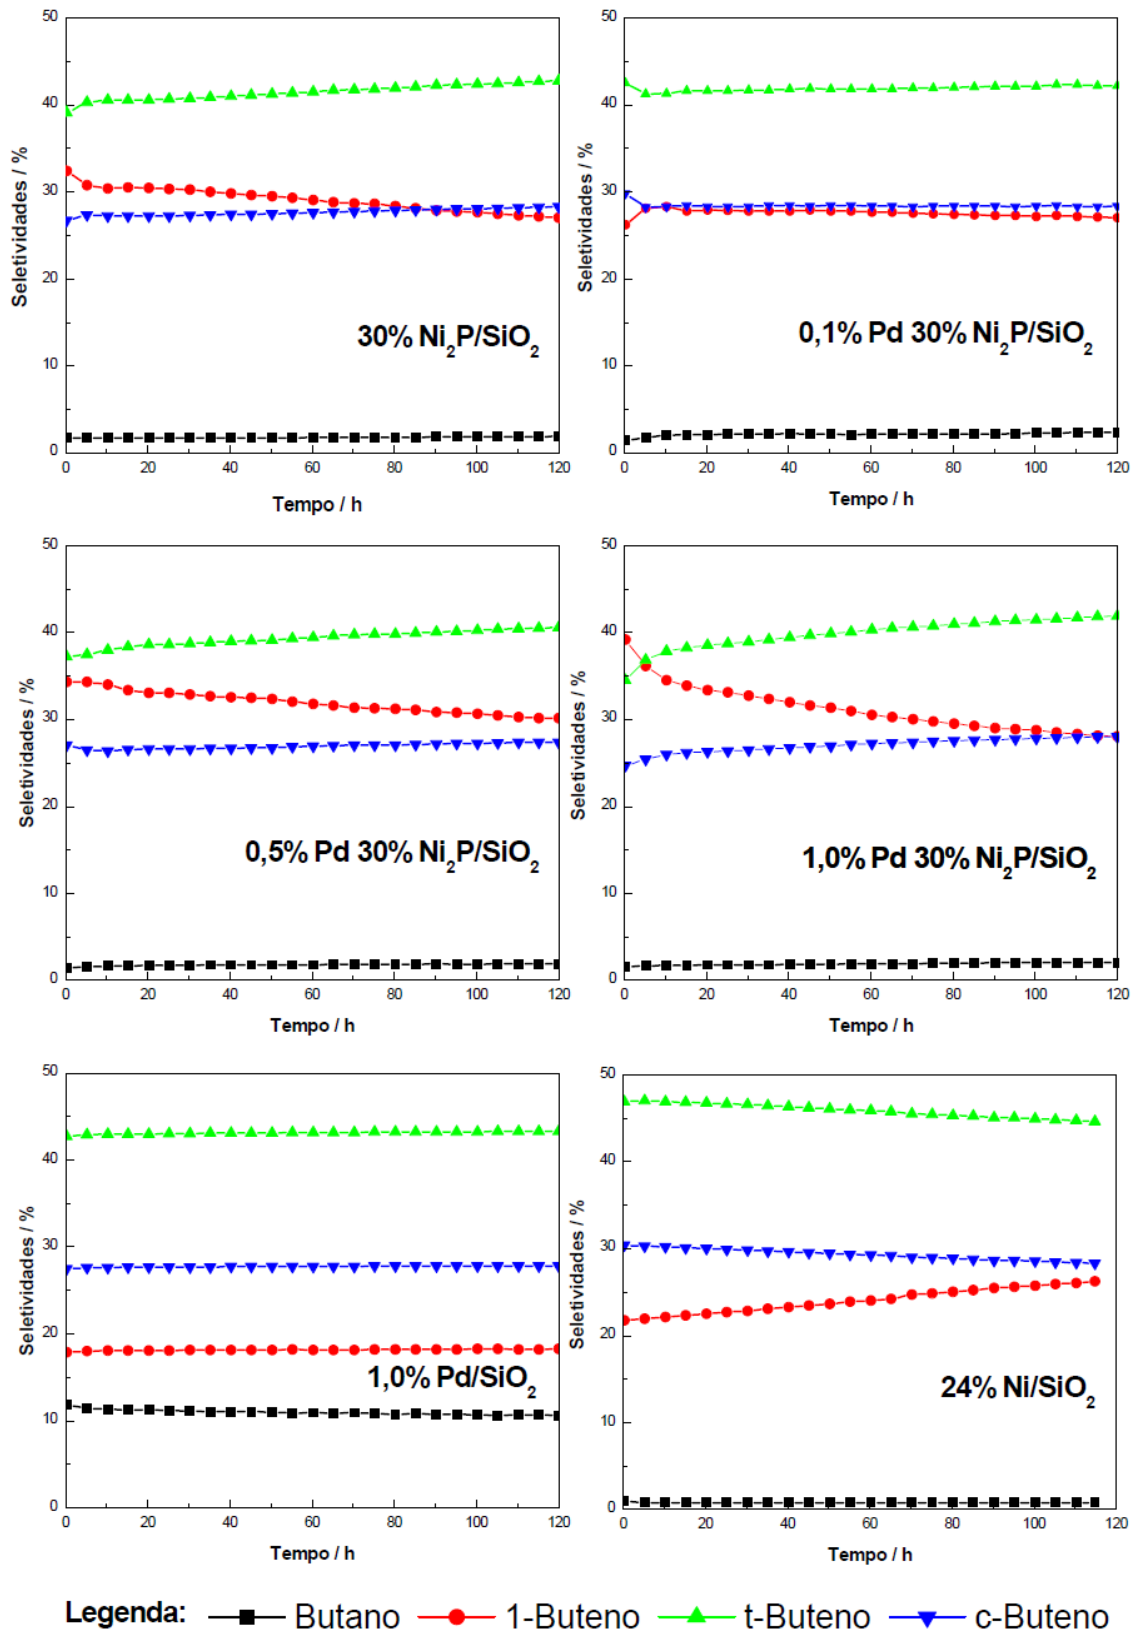 50
40
30
20
10
0
Seletividades / %
30% Ni₂P/SiO₂
0 20 40 60 80 100 120
Tempo / h
50
40
30
20
10
0
Seletividades / %
0,1% Pd 30% Ni₂P/SiO₂
0 20 40 60 80 100 120
Tempo / h
50
40
30
20
10
0
Seletividades / %
0,5% Pd 30% Ni₂P/SiO₂
0 20 40 60 80 100 120
Tempo / h
50
40
30
20
10
0
Seletividades / %
1,0% Pd 30% Ni₂P/SiO₂
0 20 40 60 80 100 120
Tempo / h
50
40
30
20
10
0
Seletividades / %
1,0% Pd/SiO₂
0 20 40 60 80 100 120
Tempo / h
50
40
30
20
10
0
Seletividades / %
24% Ni/SiO₂
0 20 40 60 80 100 120
Tempo / h
Legenda: Butano 1-Buteno t-Buteno c-Buteno